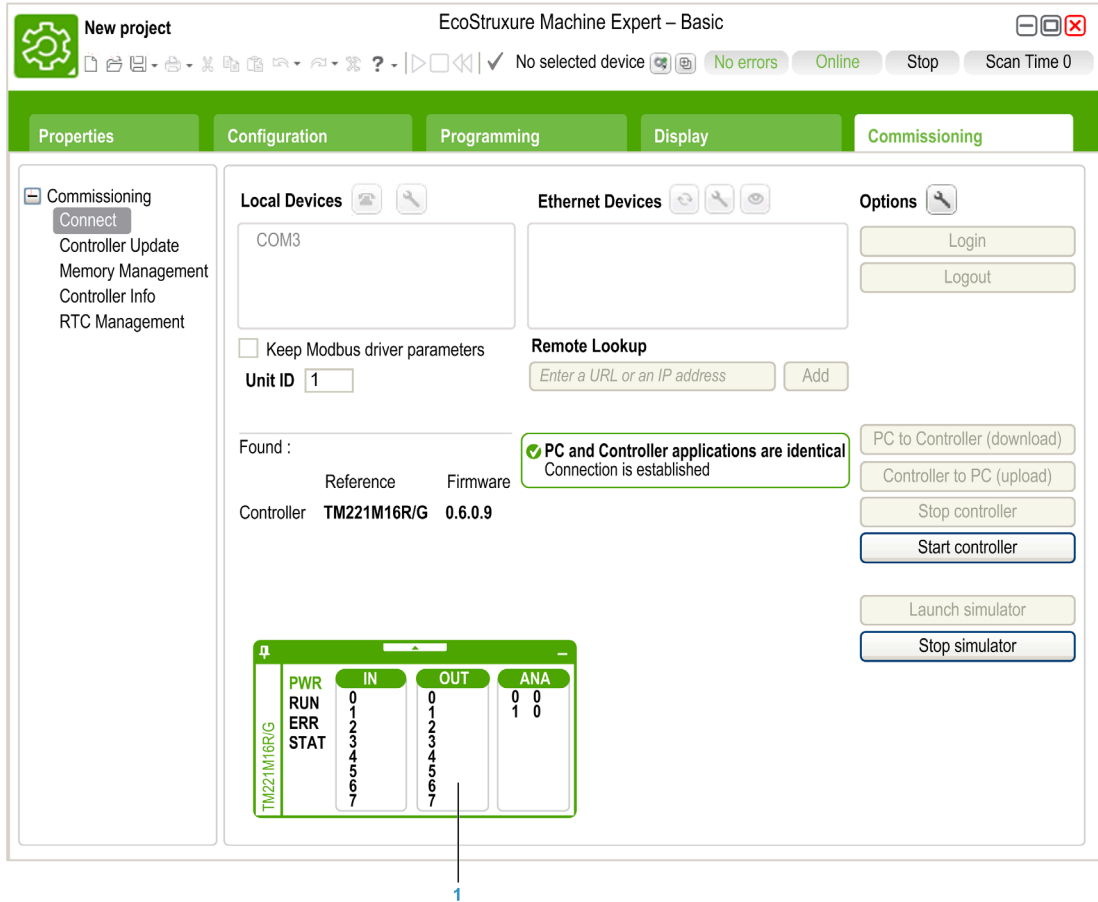 EcoStruxure Machine Expert – Basic
New project
? No selected device No errors Online Stop Scan Time 0
Properties Configuration Programming Display Commissioning
Commissioning
Connect
Controller Update
Memory Management
Controller Info
RTC Management
Local Devices
COM3
Keep Modbus driver parameters
Unit ID 1
Ethernet Devices
Remote Lookup
Enter a URL or an IP address Add
Options
Login
Logout
Found :
Reference Firmware
Controller TM221M16R/G 0.6.0.9
PC and Controller applications are identical
Connection is established
PC to Controller (download)
Controller to PC (upload)
Stop controller
Start controller
Launch simulator
Stop simulator
TM221M16R/G
PWR
RUN
ERR
STAT
IN
0
1
2
3
4
5
6
7
OUT
0
1
2
3
4
5
6
7
ANA
0 0
1 0
1